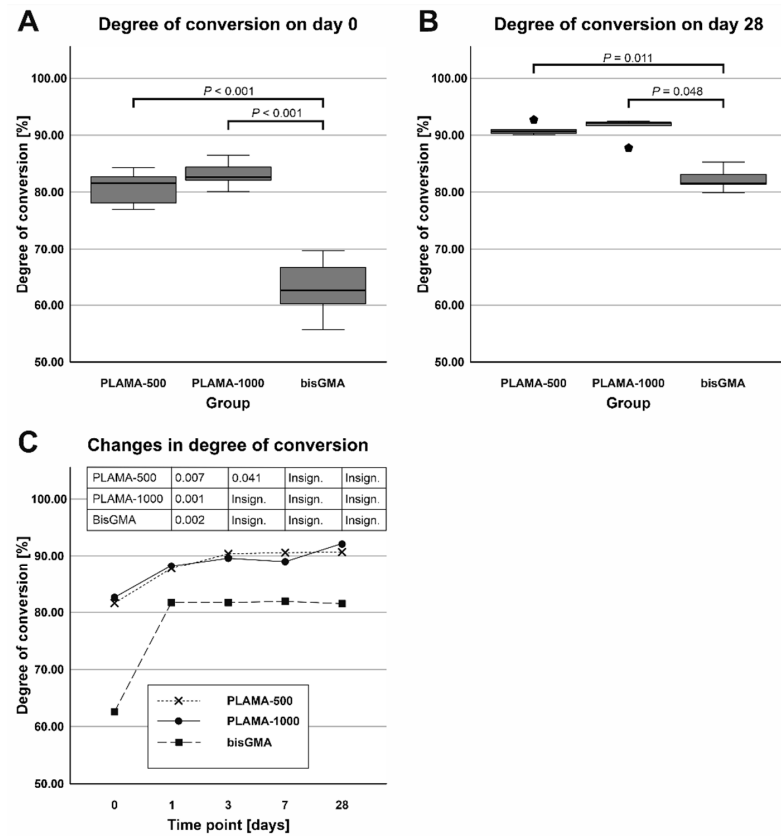 A
Degree of conversion on day 0
100.00
90.00
80.00
70.00
60.00
50.00
Degree of conversion [%]
P < 0.001
P < 0.001
PLAMA-500 PLAMA-1000 bisGMA
Group
B
Degree of conversion on day 28
100.00
90.00
80.00
70.00
60.00
50.00
Degree of conversion [%]
P = 0.011
P = 0.048
PLAMA-500 PLAMA-1000 bisGMA
Group
C
Changes in degree of conversion
PLAMA-500 0.007 0.041 Insign. Insign.
PLAMA-1000 0.001 Insign. Insign. Insign.
BisGMA 0.002 Insign. Insign. Insign.
100.00
90.00
80.00
70.00
60.00
50.00
Degree of conversion [%]
PLAMA-500
PLAMA-1000
bisGMA
0 1 3 7 28
Time point [days]